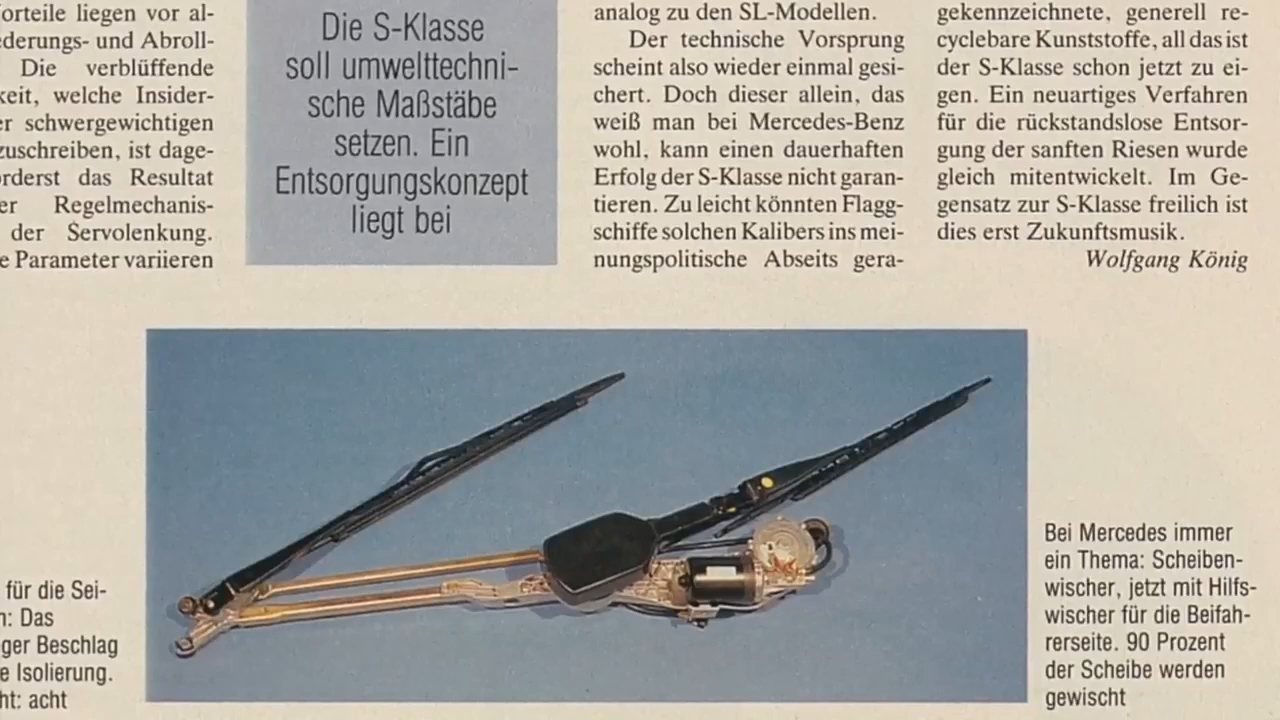 orteile liegen vor al-
ederungs- und Abroll-
Die verblüffende
keit, welche Insider-
er schwergewichtigen
zuschreiben, ist dage-
orderst das Resultat
er Regelmechanis-
der Servolenkung.
e Parameter variieren
Die S-Klasse
soll umwelttechni-
sche Maßstäbe
setzen. Ein
Entsorgungskonzept
liegt bei
analog zu den SL-Modellen.
Der technische Vorsprung
scheint also wieder einmal gesi-
chert. Doch dieser allein, das
weiß man bei Mercedes-Benz
wohl, kann einen dauerhaften
Erfolg der S-Klasse nicht garan-
tieren. Zu leicht könnten Flagg-
schiffe solchen Kalibers ins mei-
nungspolitische Abseits gera-
gekennzeichnete, generell re-
cyclebare Kunststoffe, all das ist
der S-Klasse schon jetzt zu ei-
gen. Ein neuartiges Verfahren
für die rückstandslose Entsor-
gung der sanften Riesen wurde
gleich mitentwickelt. Im Ge-
gensatz zur S-Klasse freilich ist
dies erst Zukunftsmusik.
Wolfgang König
für die Sei-
n: Das
ger Beschlag
e Isolierung.
ht: acht
Bei Mercedes immer
ein Thema: Scheiben-
wischer, jetzt mit Hilfs-
wischer für die Beifah-
rerseite. 90 Prozent
der Scheibe werden
gewischt